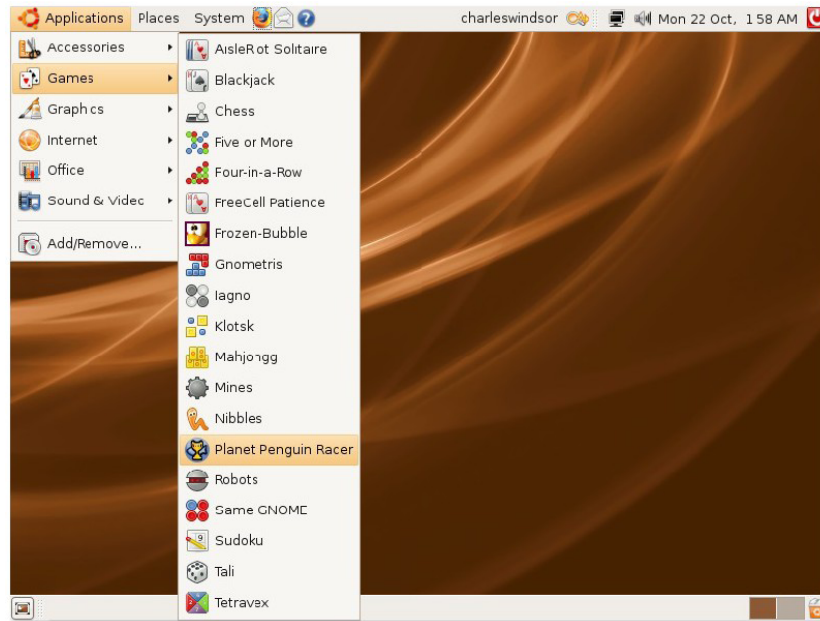 Applications Places System charleswindsor Mon 22 Oct, 1 58 AM
Accessories
Games
Graphics
Internet
Office
Sound & Video
Add/Remove...
AisleRiot Solitaire
Blackjack
Chess
Five or More
Four-in-a-Row
FreeCell Patience
Frozen-Bubble
Gnometris
Iagno
Klotski
Mahjongg
Mines
Nibbles
Planet Penguin Racer
Robots
Same GNOME
Sudoku
Tali
Tetravex